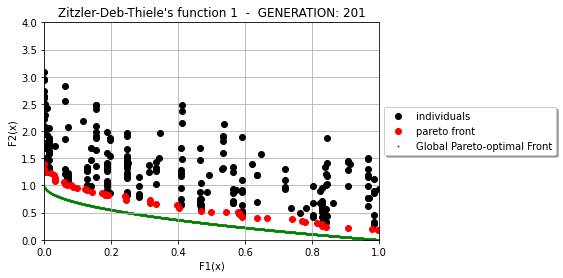 Zitzler-Deb-Thiele's function 1 - GENERATION: 201
4.0
3.5
3.0
2.5
2.0
1.5
1.0
0.5
0.0
F2(x)
0.0 0.2 0.4 0.6 0.8 1.0
F1(x)
individuals
pareto front
Global Pareto-optimal Front